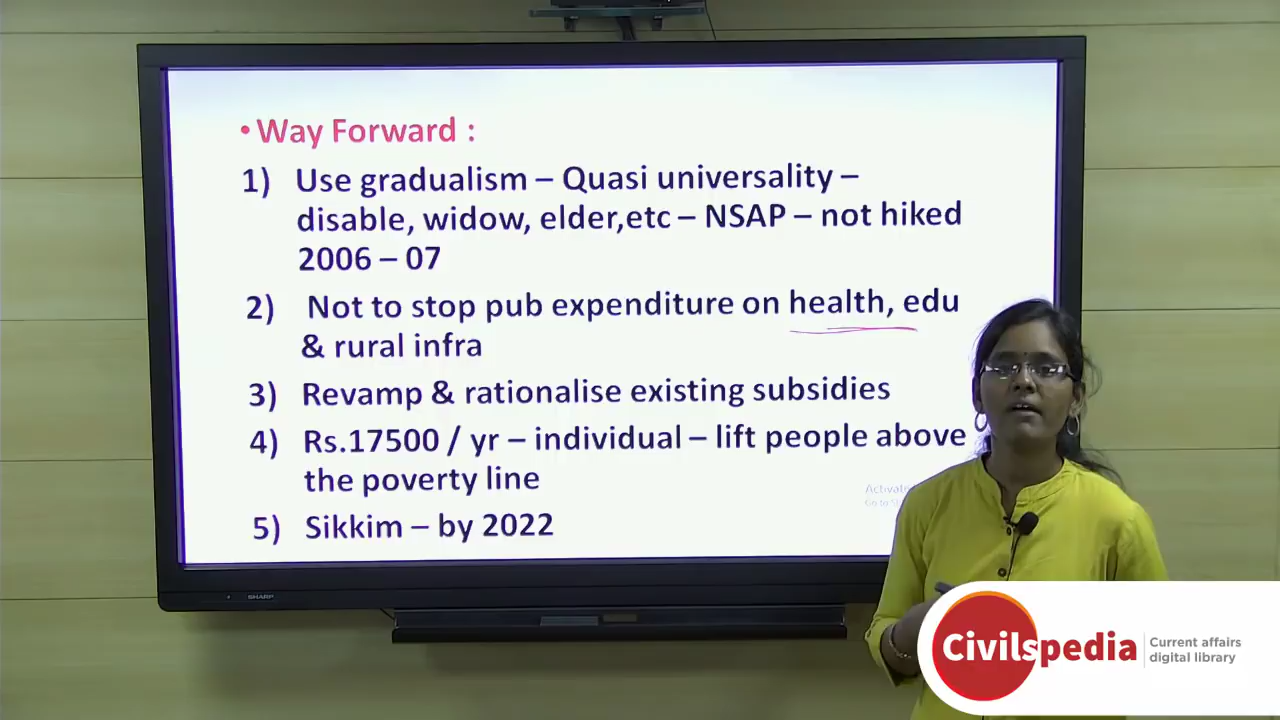 • Way Forward :
1) Use gradualism – Quasi universality –
disable, widow, elder,etc – NSAP – not hiked
2006 – 07
2) Not to stop pub expenditure on health, edu
& rural infra
3) Revamp & rationalise existing subsidies
4) Rs.17500 / yr – individual – lift people above
the poverty line
5) Sikkim – by 2022
SHARP
Civilspedia
Current affairs
digital library